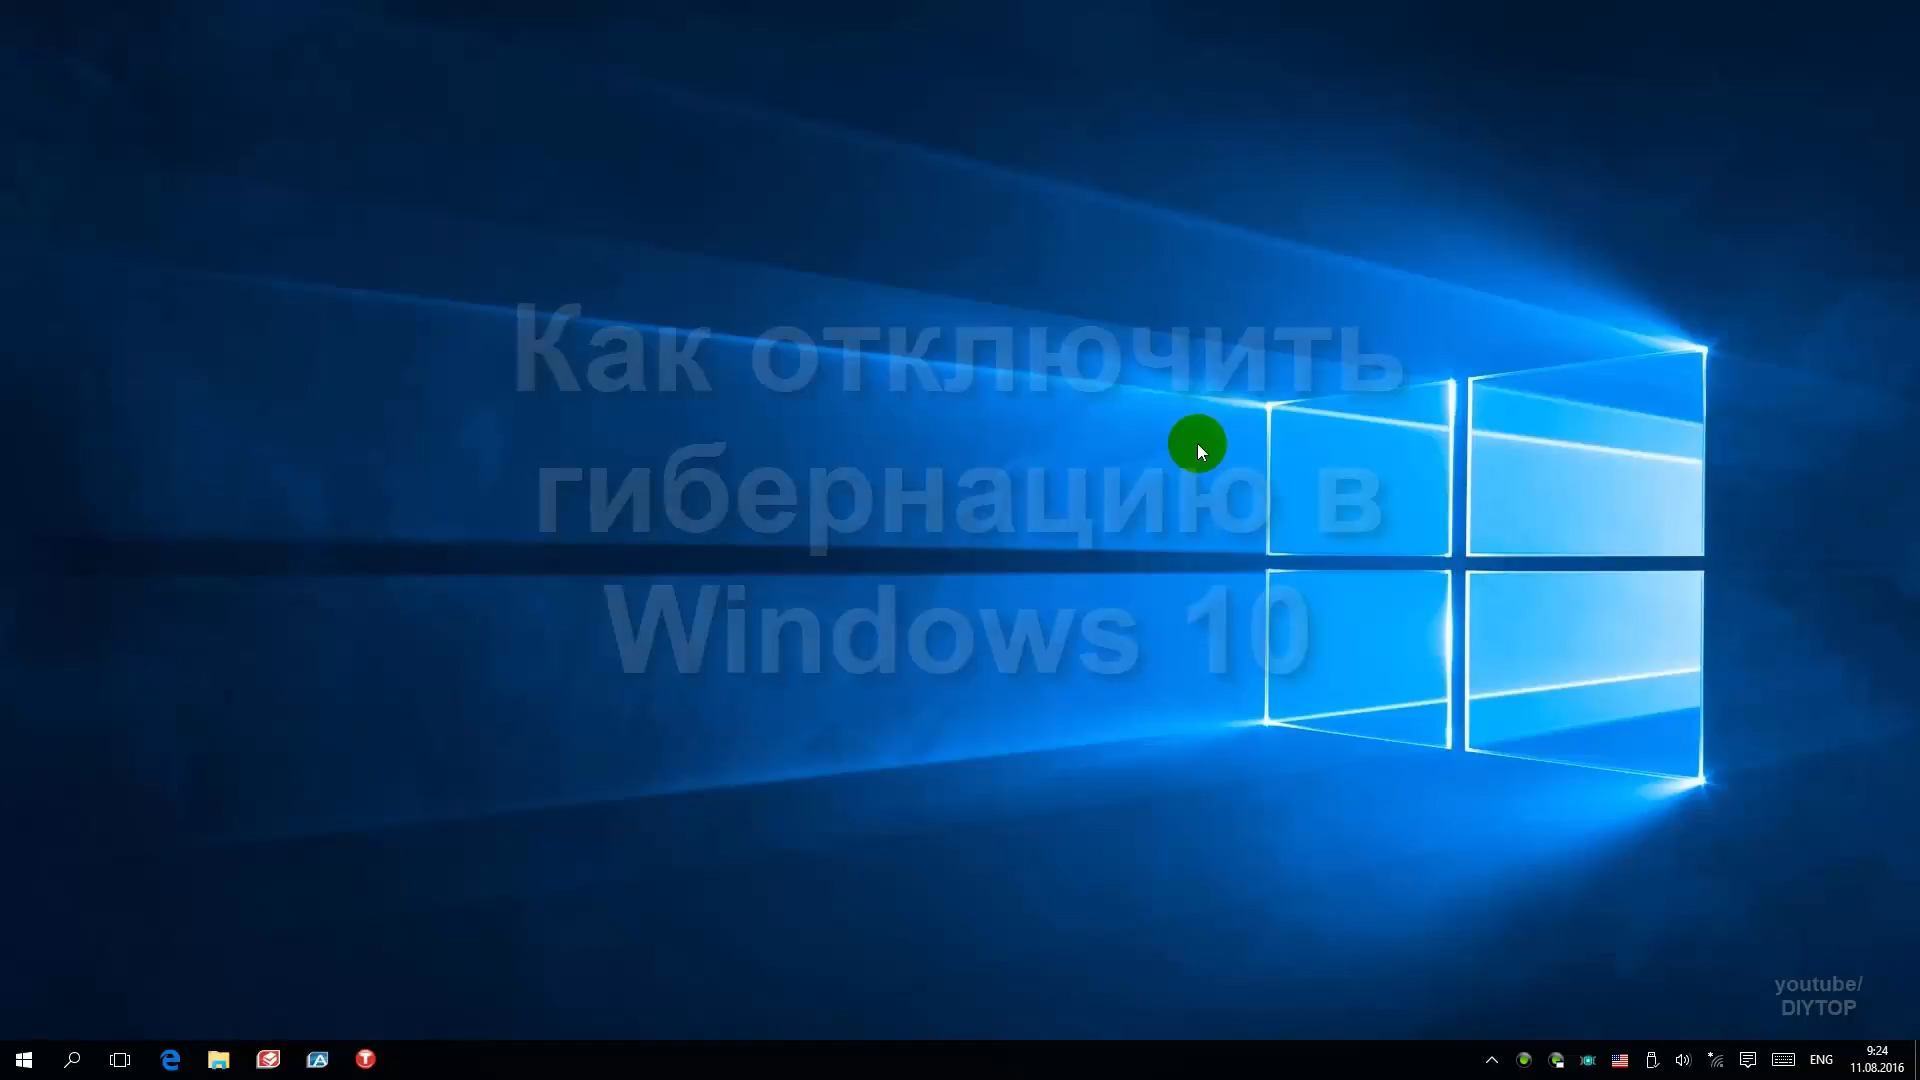 Как отключить
гибернацию в
Windows 10
youtube/
DIYTOP
ENG
9:24
11.08.2016